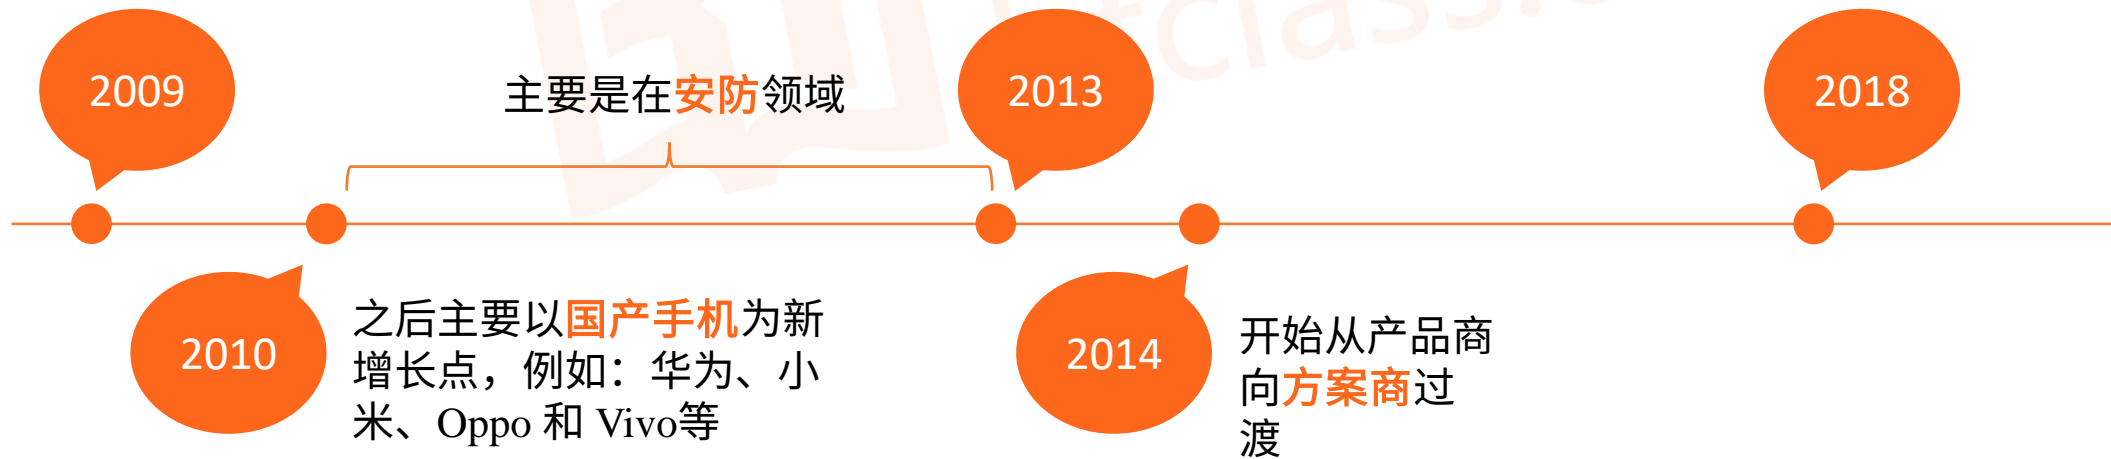 2009
主要是在安防领域
2013
2018
2010
之后主要以国产手机为新
增长点，例如：华为、小
米、Oppo 和 Vivo等
2014
开始从产品商
向方案商过
渡